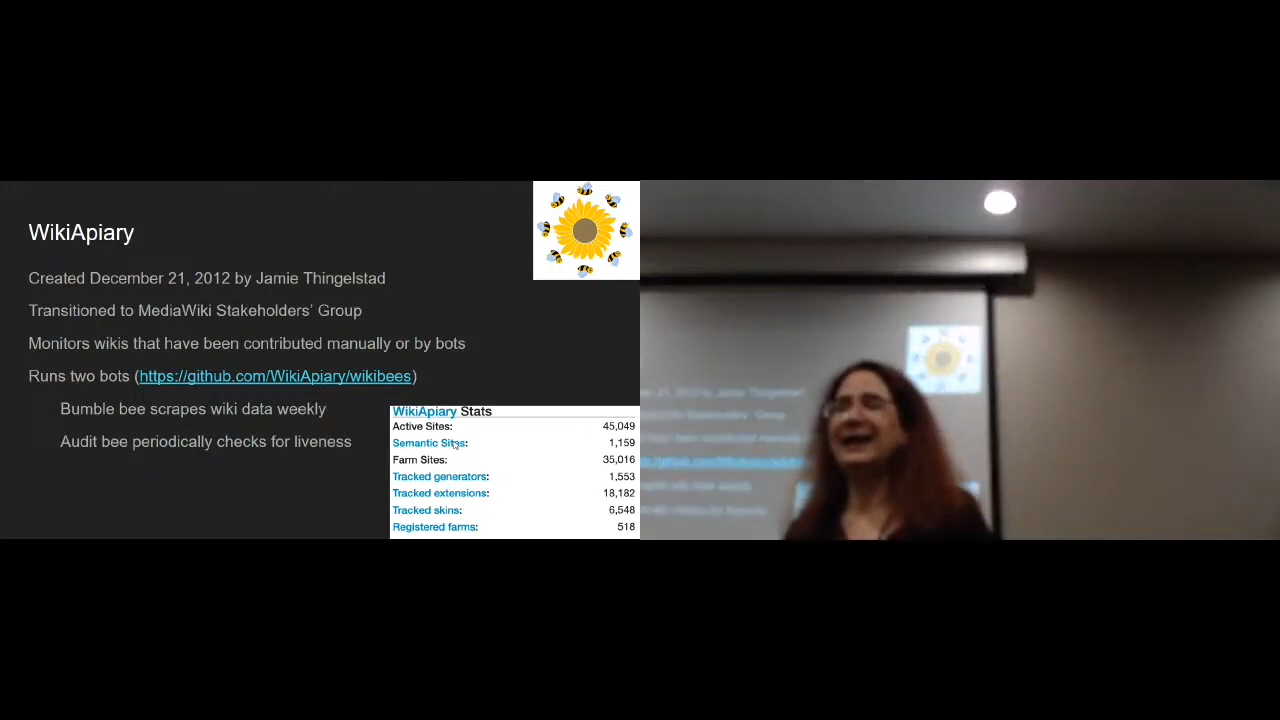 WikiApiary
Created December 21, 2012 by Jamie Thingelstad
Transitioned to MediaWiki Stakeholders' Group
Monitors wikis that have been contributed manually or by bots
Runs two bots (https://github.com/WikiApiary/wikibees)
Bumble bee scrapes wiki data weekly
Audit bee periodically checks for liveness
WikiApiary Stats
Active Sites: 45,049
Semantic Sites: 1,159
Farm Sites: 35,016
Tracked generators: 1,553
Tracked extensions: 18,182
Tracked skins: 6,548
Registered farms: 518